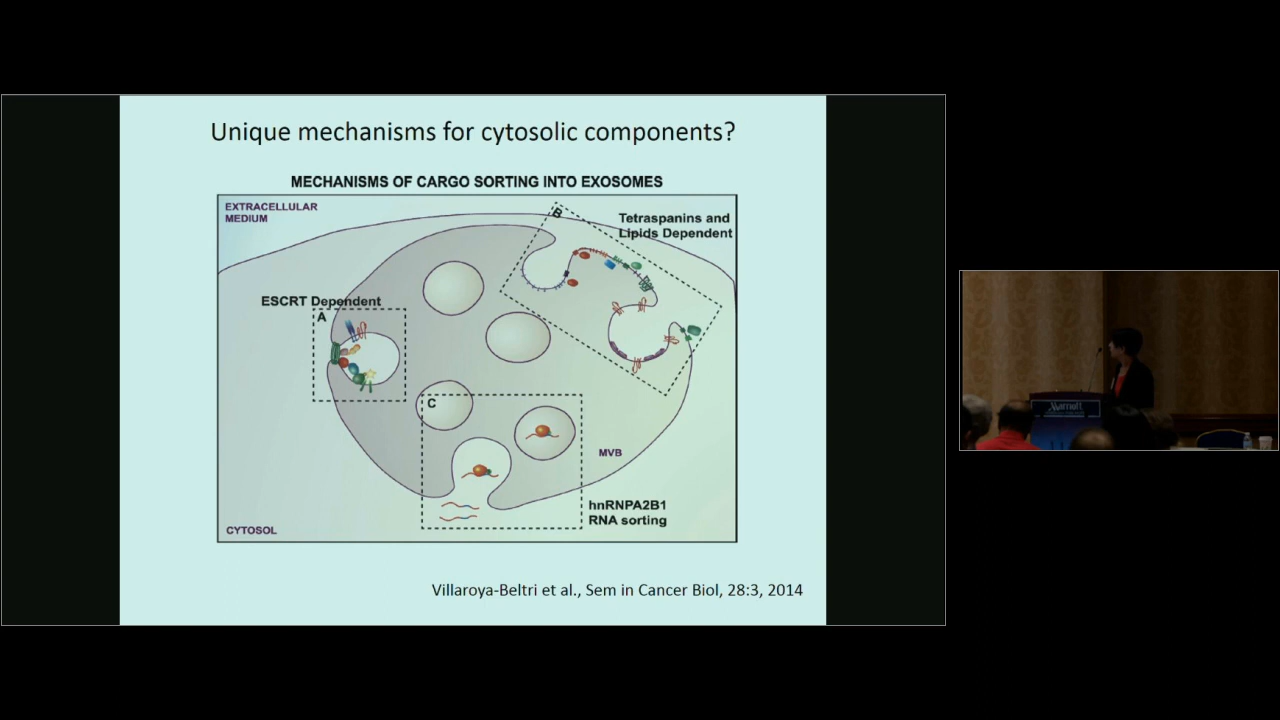 Unique mechanisms for cytosolic components?
MECHANISMS OF CARGO SORTING INTO EXOSOMES
EXTRACELLULAR
MEDIUM
B
Tetraspanins and
Lipids Dependent
ESCRT Dependent
A
C
MVB
hnRNPA2B1
RNA sorting
CYTOSOL
Villaroya-Beltri et al., Sem in Cancer Biol, 28:3, 2014
Marriott